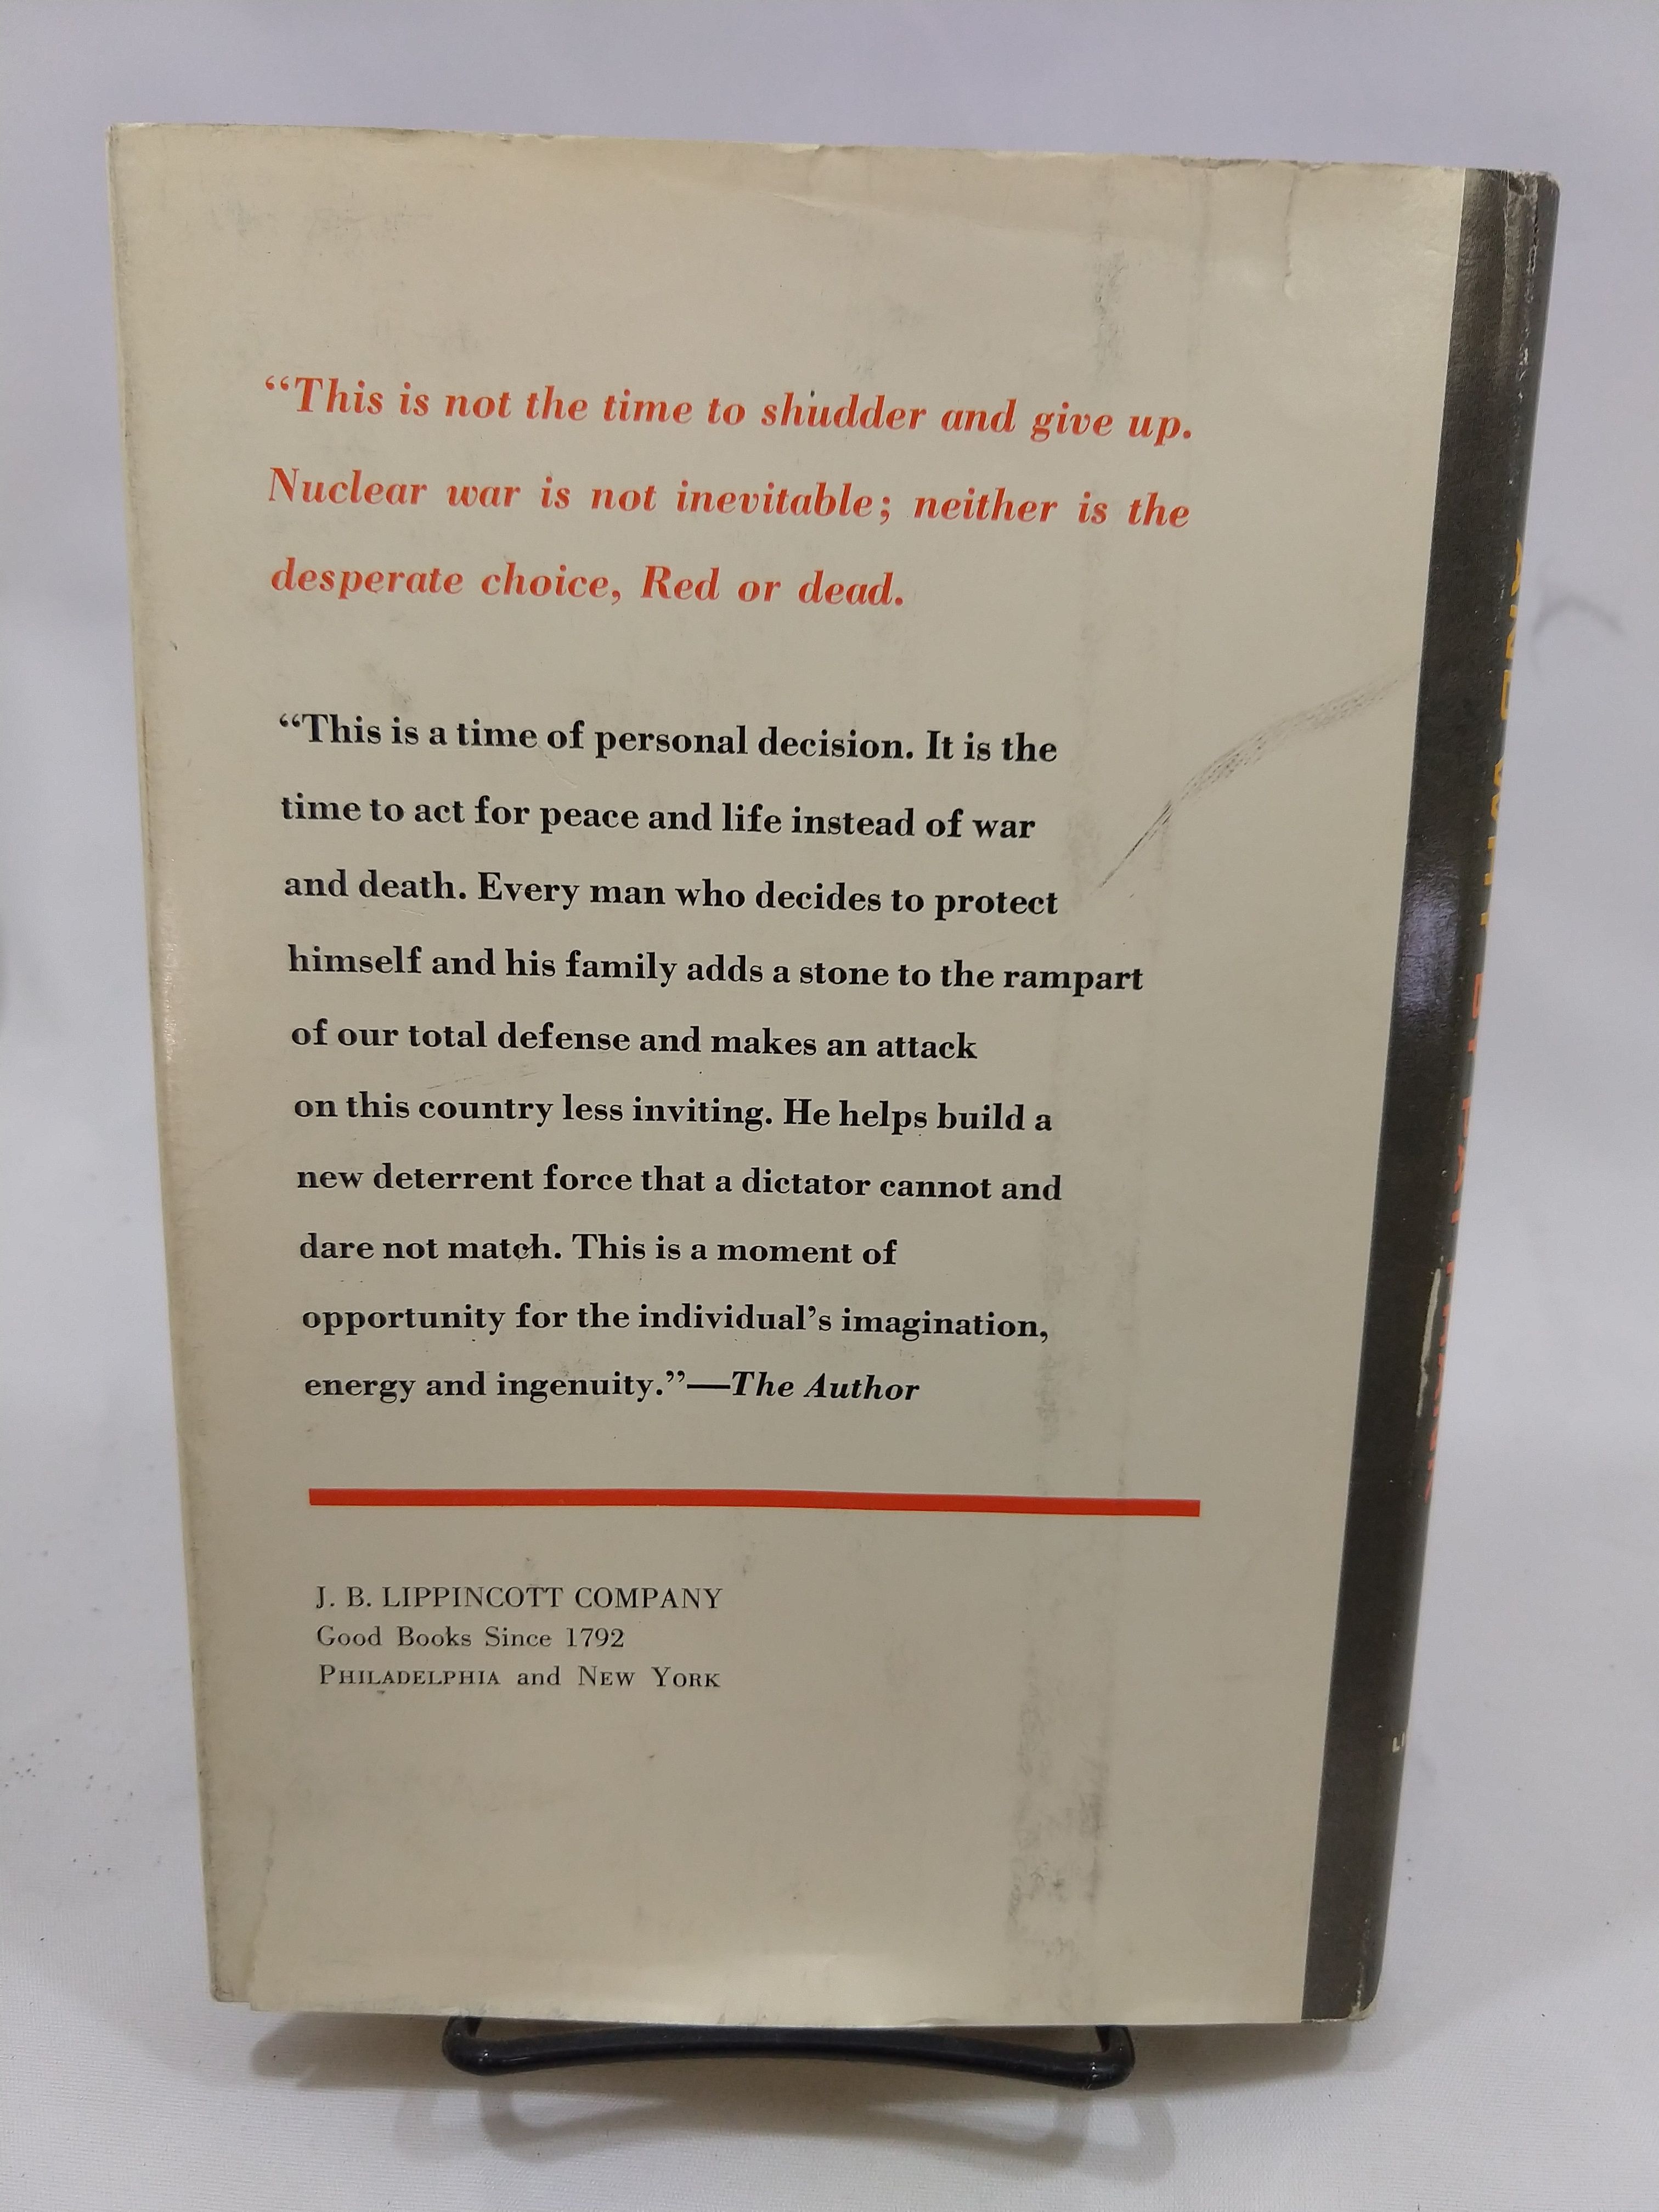 “This is not the time to shudder and give up.
Nuclear war is not inevitable; neither is the
desperate choice, Red or dead.
“This is a time of personal decision. It is the
time to act for peace and life instead of war
and death. Every man who decides to protect
himself and his family adds a stone to the rampart
of our total defense and makes an attack
on this country less inviting. He helps build a
new deterrent force that a dictator cannot and
dare not match. This is a moment of
opportunity for the individual’s imagination,
energy and ingenuity.”—The Author
J. B. LIPPINCOTT COMPANY
Good Books Since 1792
PHILADELPHIA and NEW YORK
AND WHY BY PAT FRANK